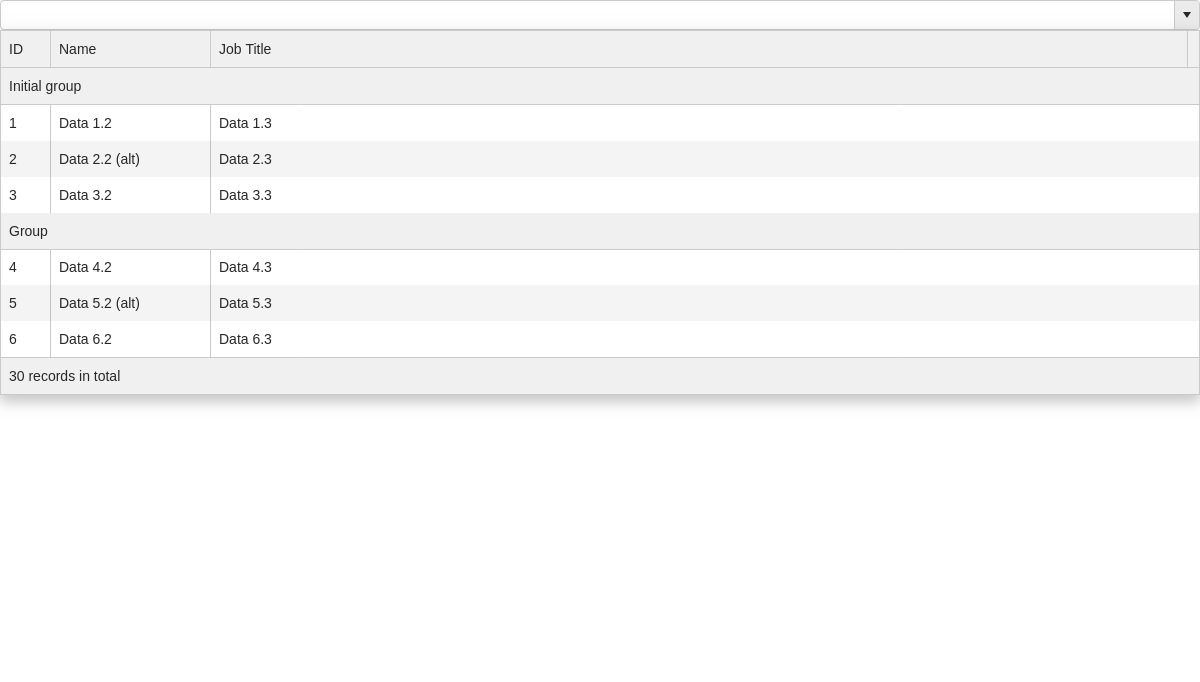 ID Name Job Title
Initial group
1 Data 1.2 Data 1.3
2 Data 2.2 (alt) Data 2.3
3 Data 3.2 Data 3.3
Group
4 Data 4.2 Data 4.3
5 Data 5.2 (alt) Data 5.3
6 Data 6.2 Data 6.3
30 records in total